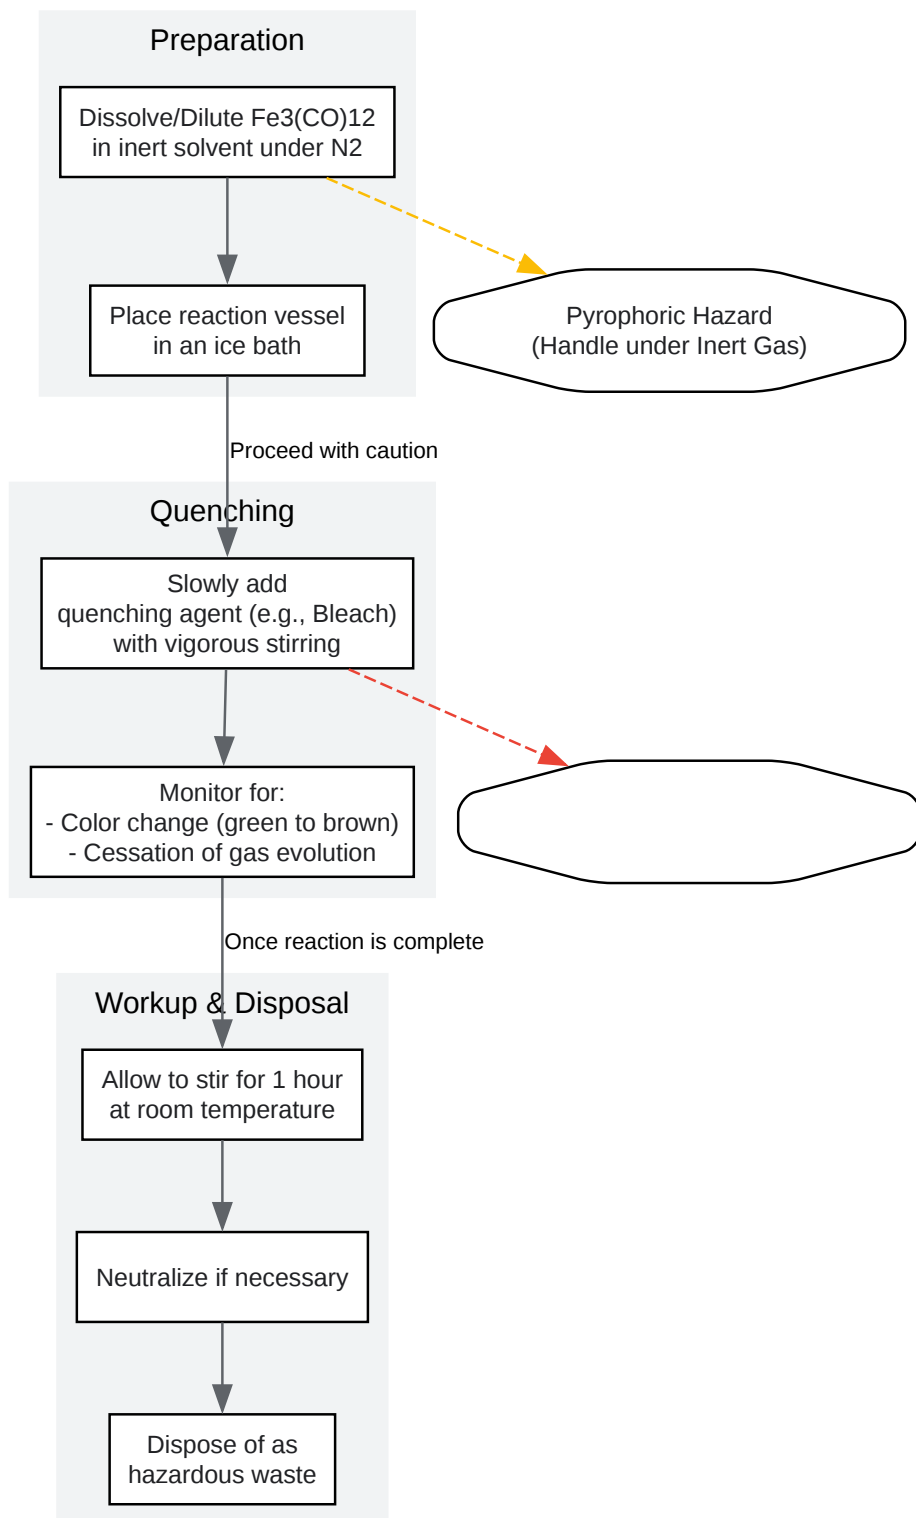 Preparation
Dissolve/Dilute Fe3(CO)12
in inert solvent under N2
Pyrophoric Hazard
(Handle under Inert Gas)
Place reaction vessel
in an ice bath
Proceed with caution
Quenching
Slowly add
quenching agent (e.g., Bleach)
with vigorous stirring
Monitor for:
- Color change (green to brown)
- Cessation of gas evolution
Once reaction is complete
Workup & Disposal
Allow to stir for 1 hour
at room temperature
Neutralize if necessary
Dispose of as
hazardous waste